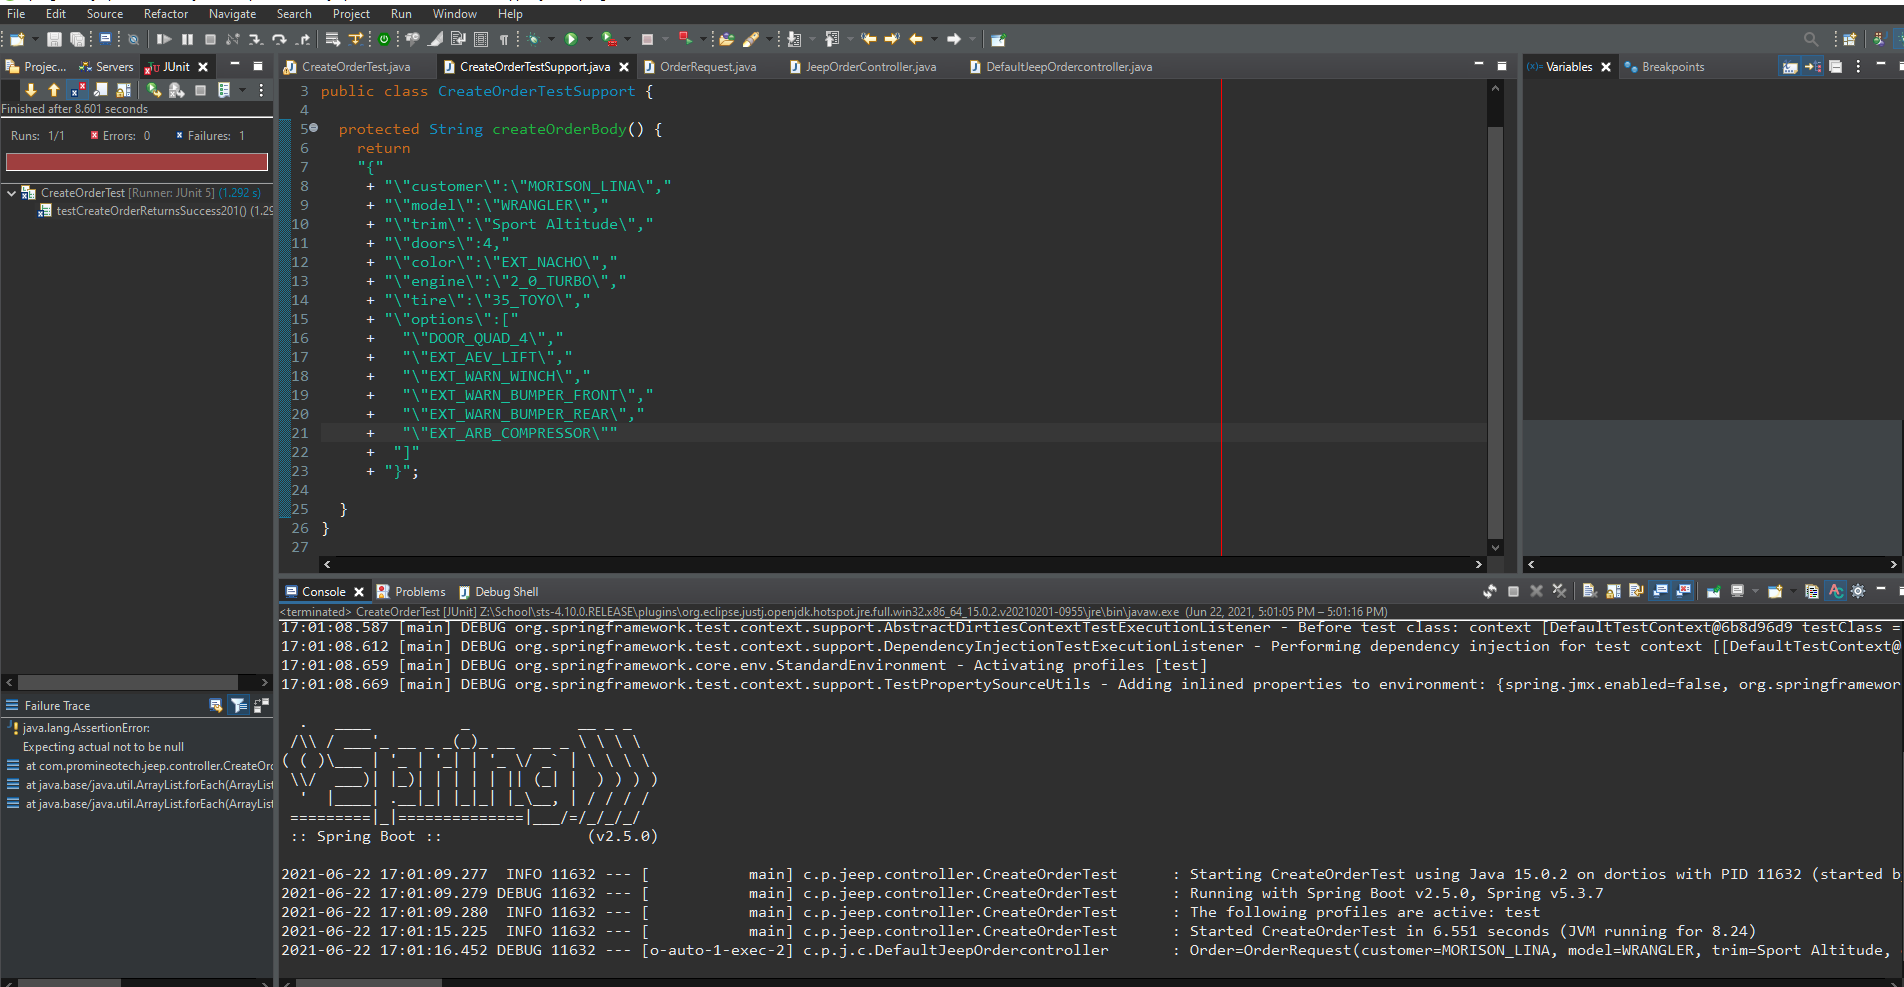 File Edit Source Refactor Navigate Search Project Run Window Help
Projec... Servers JUnit
Finished after 8.601 seconds
Runs: 1/1 Errors: 0 Failures: 1
CreateOrderTest [Runner: JUnit 5] (1.292 s)
testCreateOrderReturnsSuccess201() (1.29
Failure Trace
java.lang.AssertionError:
Expecting actual not to be null
at com.promineotech.jeep.controller.CreateOrd
at java.base/java.util.ArrayList.forEach(ArrayList
at java.base/java.util.ArrayList.forEach(ArrayList
CreateOrderTest.java CreateOrderTestSupport.java OrderRequest.java JeepOrderController.java DefaultJeepOrdercontroller.java
3 public class CreateOrderTestSupport {
4
5 protected String createOrderBody() {
6 return
7 "{"
8 + "\"customer\":\"MORISON_LINA\","
9 + "\"model\":\"WRANGLER\","
10 + "\"trim\":\"Sport Altitude\","
11 + "\"doors\":4,"
12 + "\"color\":\"EXT_NACHO\","
13 + "\"engine\":\"2_0_TURBO\","
14 + "\"tire\":\"35_TOYO\","
15 + "\"options\":["
16 + "\"DOOR_QUAD_4\","
17 + "\"EXT_AEV_LIFT\","
18 + "\"EXT_WARN_WINCH\","
19 + "\"EXT_WARN_BUMPER_FRONT\","
20 + "\"EXT_WARN_BUMPER_REAR\","
21 + "\"EXT_ARB_COMPRESSOR\""
22 + "]"
23 + "}";
24
25 }
26 }
27
(x)= Variables Breakpoints
Console Problems Debug Shell
<terminated> CreateOrderTest [JUnit] Z:\School\sts-4.10.0.RELEASE\plugins\org.eclipse.justj.openjdk.hotspot.jre.full.win32.x86_64_15.0.2.v20210201-0955\jre\bin\javaw.exe (Jun 22, 2021, 5:01:05 PM – 5:01:16 PM)
17:01:08.587 [main] DEBUG org.springframework.test.context.support.AbstractDirtiesContextTestExecutionListener - Before test class: context [DefaultTestContext@6b8d96d9 testClass =
17:01:08.612 [main] DEBUG org.springframework.test.context.support.DependencyInjectionTestExecutionListener - Performing dependency injection for test context [[DefaultTestContext@
17:01:08.659 [main] DEBUG org.springframework.core.env.StandardEnvironment - Activating profiles [test]
17:01:08.669 [main] DEBUG org.springframework.test.context.support.TestPropertySourceUtils - Adding inlined properties to environment: {spring.jmx.enabled=false, org.springframewor
Spring
:: Spring Boot :: (v2.5.0)
2021-06-22 17:01:09.277 INFO 11632 --- [ main] c.p.jeep.controller.CreateOrderTest : Starting CreateOrderTest using Java 15.0.2 on dortios with PID 11632 (started b
2021-06-22 17:01:09.279 DEBUG 11632 --- [ main] c.p.jeep.controller.CreateOrderTest : Running with Spring Boot v2.5.0, Spring v5.3.7
2021-06-22 17:01:09.280 INFO 11632 --- [ main] c.p.jeep.controller.CreateOrderTest : The following profiles are active: test
2021-06-22 17:01:15.225 INFO 11632 --- [ main] c.p.jeep.controller.CreateOrderTest : Started CreateOrderTest in 6.551 seconds (JVM running for 8.24)
2021-06-22 17:01:16.452 DEBUG 11632 --- [o-auto-1-exec-2] c.p.j.c.DefaultJeepOrdercontroller : Order=OrderRequest(customer=MORISON_LINA, model=WRANGLER, trim=Sport Altitude,